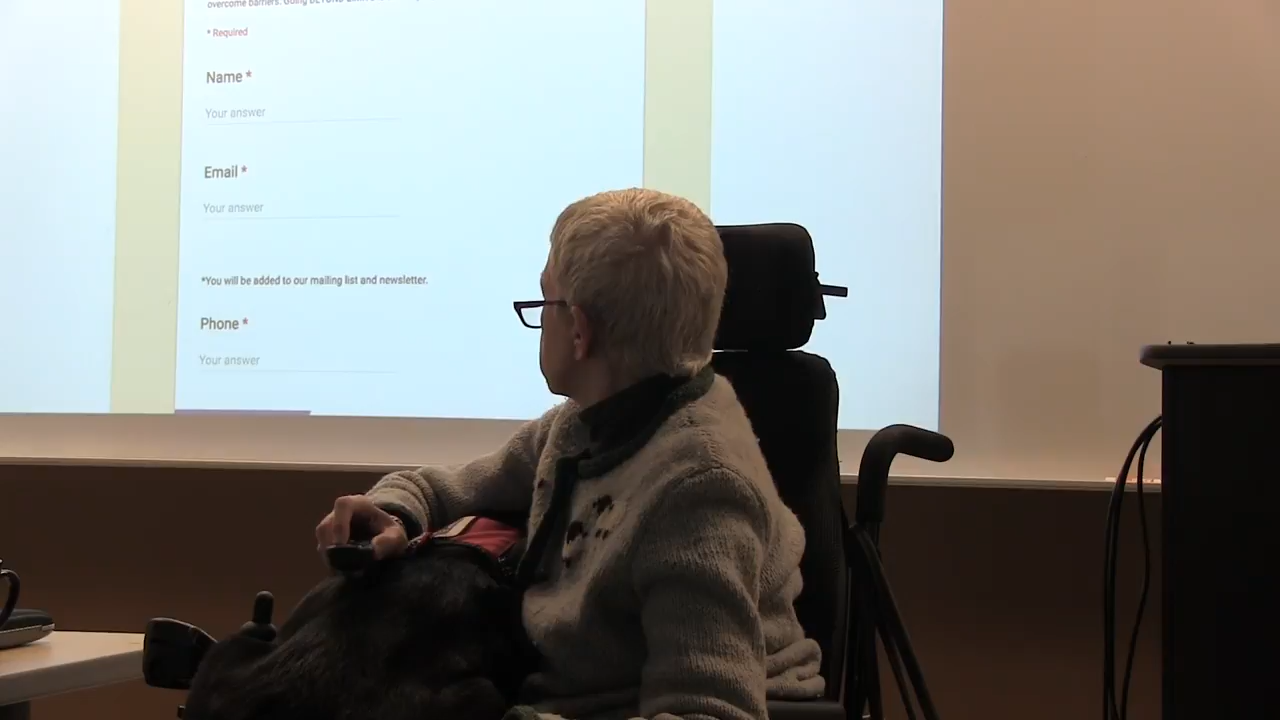 overcome barriers. Going BEYOND
* Required
Name *
Your answer
Email *
Your answer
*You will be added to our mailing list and newsletter.
Phone *
Your answer